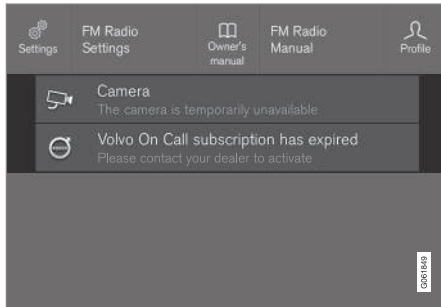 Settings
FM Radio
Settings
Owner's
manual
FM Radio
Manual
Profile
Camera
The camera is temporarily unavailable
Volvo On Call subscription has expired
Please contact your dealer to activate
G061849